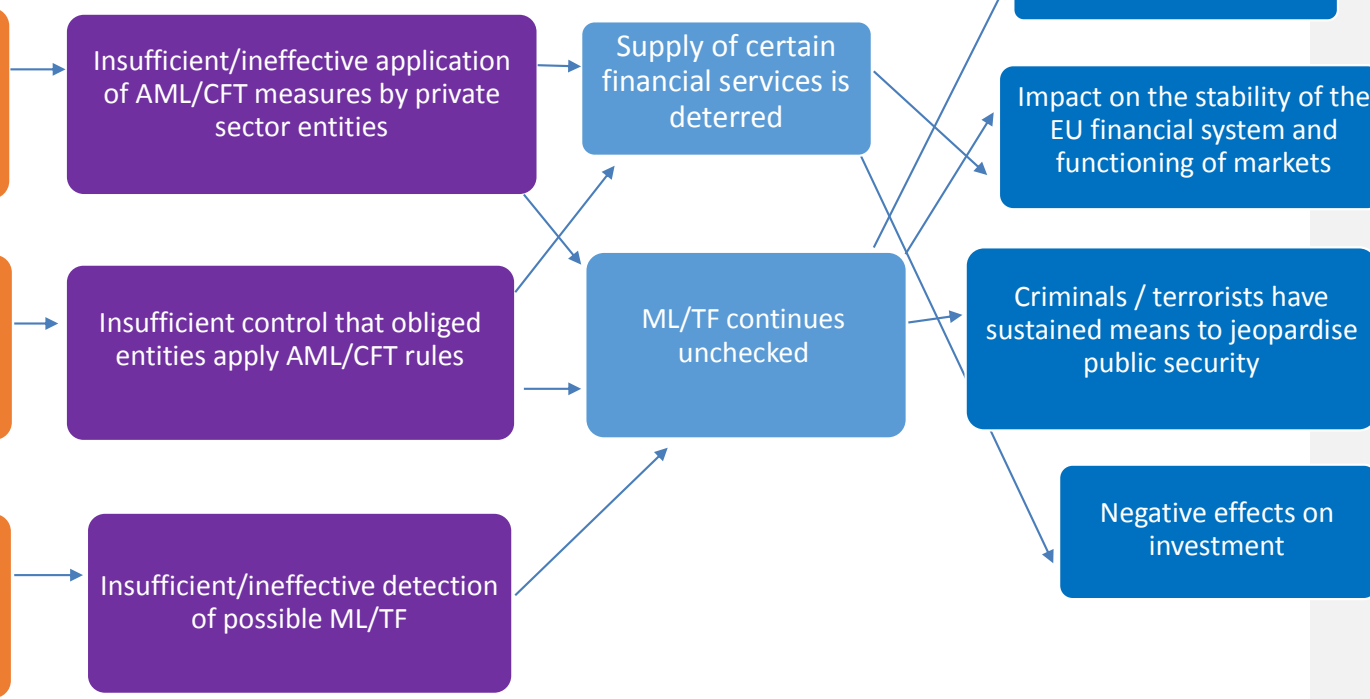 Insufficient/ineffective application
of AML/CFT measures by private
sector entities
Supply of certain
financial services is
deterred
Impact on the stability of the
EU financial system and
functioning of markets
Insufficient control that obliged
entities apply AML/CFT rules
ML/TF continues
unchecked
Criminals / terrorists have
sustained means to jeopardise
public security
Insufficient/ineffective detection
of possible ML/TF
Negative effects on
investment